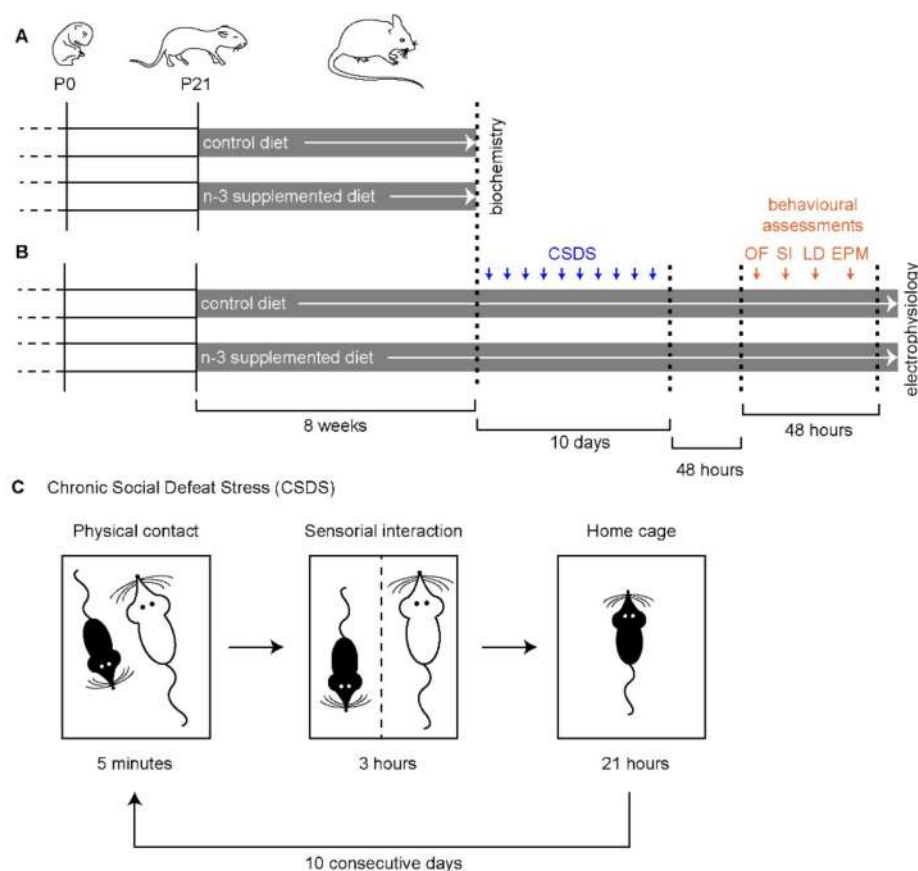 A
P0
P21
control diet
n-3 supplemented diet
biochemistry
B
CSDS
behavioural
assessments
OF SI LD EPM
control diet
n-3 supplemented diet
electrophysiology
8 weeks
10 days
48 hours
48 hours
C Chronic Social Defeat Stress (CSDS)
Physical contact
Sensorial interaction
Home cage
5 minutes
3 hours
21 hours
10 consecutive days